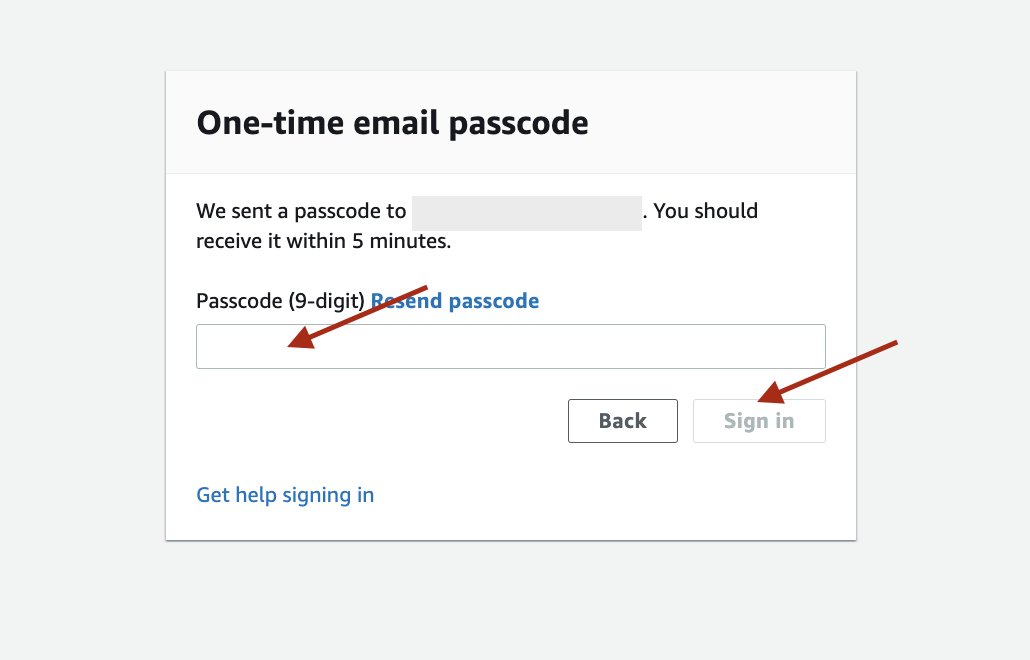 One-time email passcode
We sent a passcode to . You should
receive it within 5 minutes.
Passcode (9-digit) Resend passcode
Back Sign in
Get help signing in